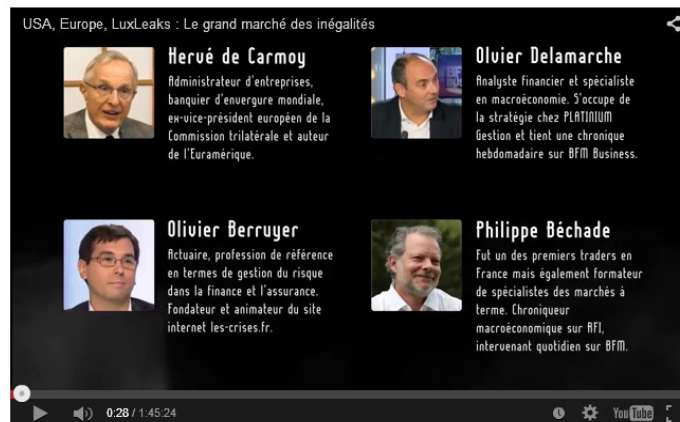 USA, Europe, LuxLeaks : Le grand marché des inégalités
Hervé de Carmoy
Administrateur d'entreprises,
banquier d'envergure mondiale,
ex-vice-président européen de la
Commission trilatérale et auteur
de l'Euramérique.
Olvier Delamarche
Analyste financier et spécialiste
en macroéconomie. S'occupe de
la stratégie chez PLATINIUM
Gestion et tient une chronique
hebdomadaire sur BFM Business.
Olivier Berruyer
Actuaire, profession de référence
en termes de gestion du risque
dans la finance et l'assurance.
Fondateur et animateur du site
internet les-crises.fr.
Philippe Béchade
Fut un des premiers traders en
France mais également formateur
de spécialistes des marchés à
terme. Chroniqueur
macroéconomique sur RFI,
intervenant quotidien sur BFM.
0:28 / 1:45:24
YouTube